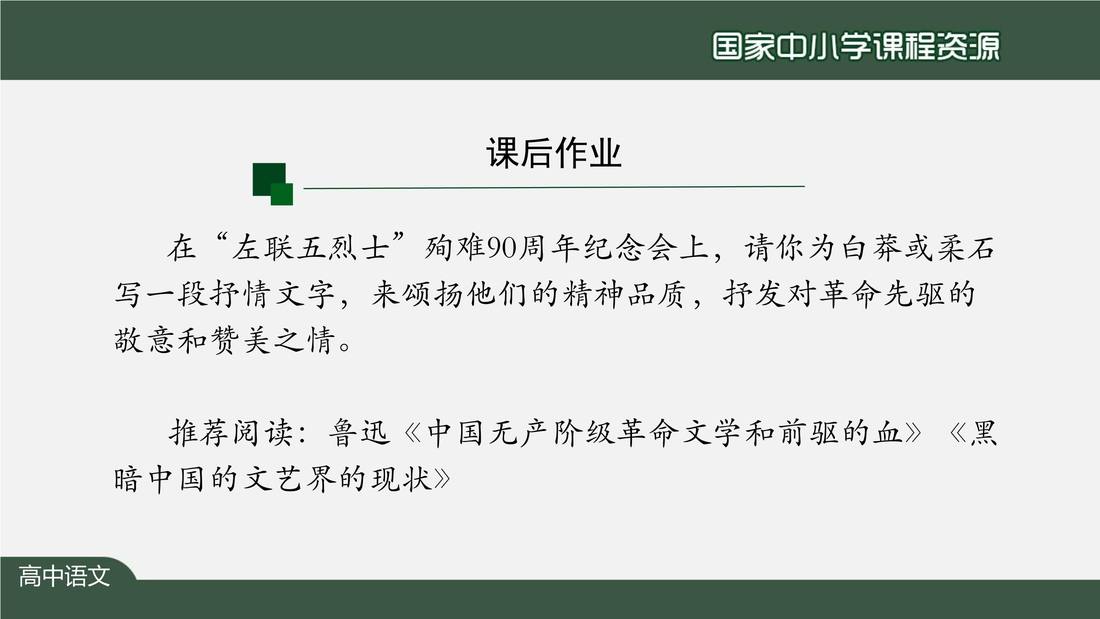 国家中小学课程资源
课后作业
在“左联五烈士”殉难90周年纪念会上，请你为白莽或柔石
写一段抒情文字，来颂扬他们的精神品质，抒发对革命先驱的
敬意和赞美之情。
推荐阅读：鲁迅《中国无产阶级革命文学和前驱的血》《黑
暗中国的文艺界的现状》
高中语文